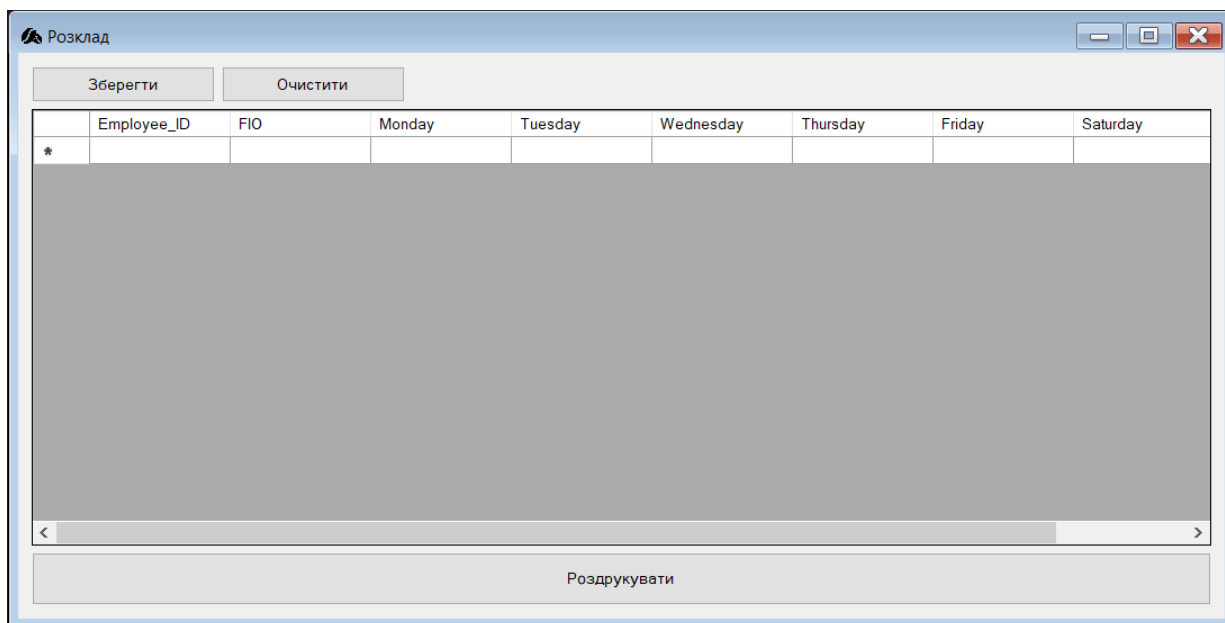 Розклад
Зберегти Очистити
Employee_ID FIO Monday Tuesday Wednesday Thursday Friday Saturday
*
Роздрукувати